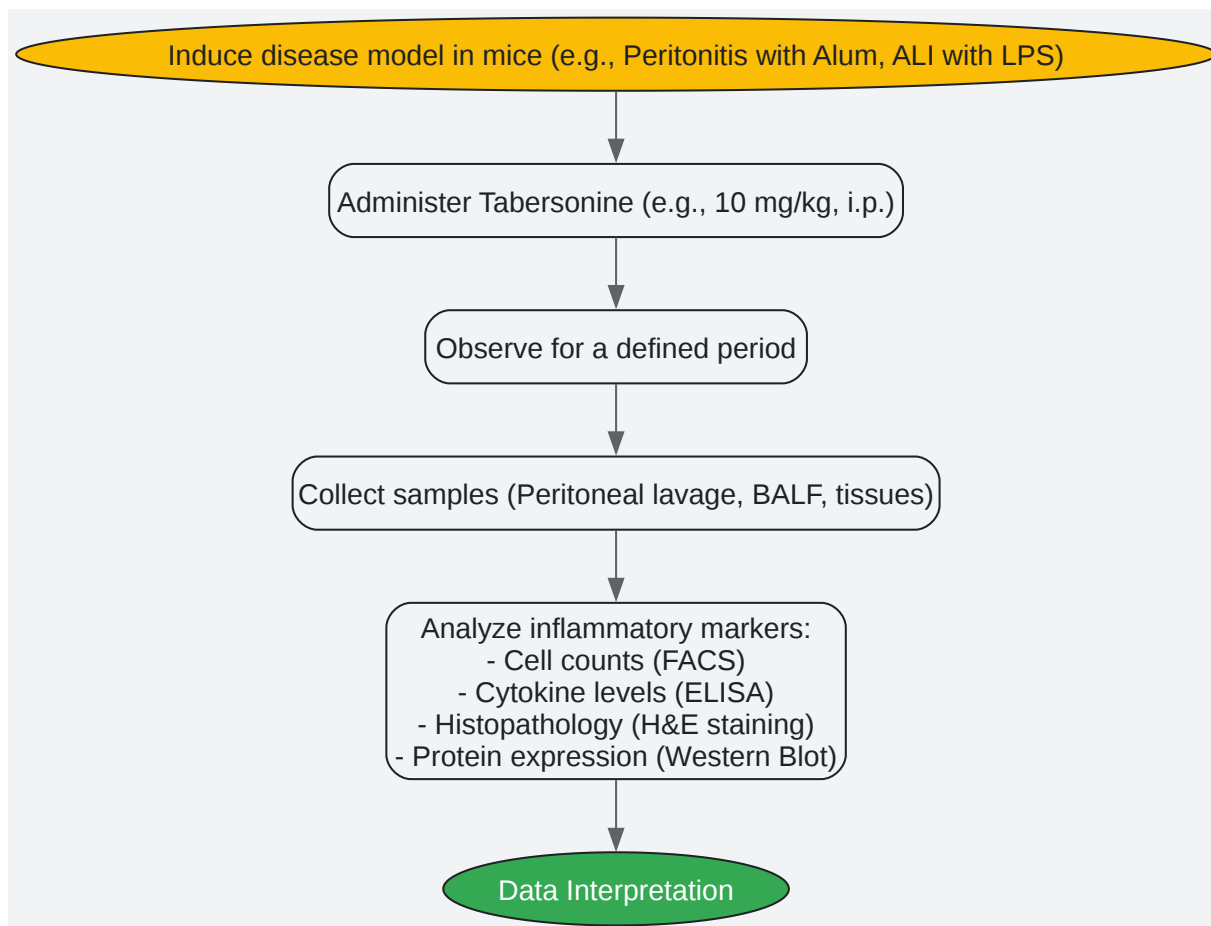 Induce disease model in mice (e.g., Peritonitis with Alum, ALI with LPS)
Administer Tabersonine (e.g., 10 mg/kg, i.p.)
Observe for a defined period
Collect samples (Peritoneal lavage, BALF, tissues)
Analyze inflammatory markers:
- Cell counts (FACS)
- Cytokine levels (ELISA)
- Histopathology (H&E staining)
- Protein expression (Western Blot)
Data Interpretation